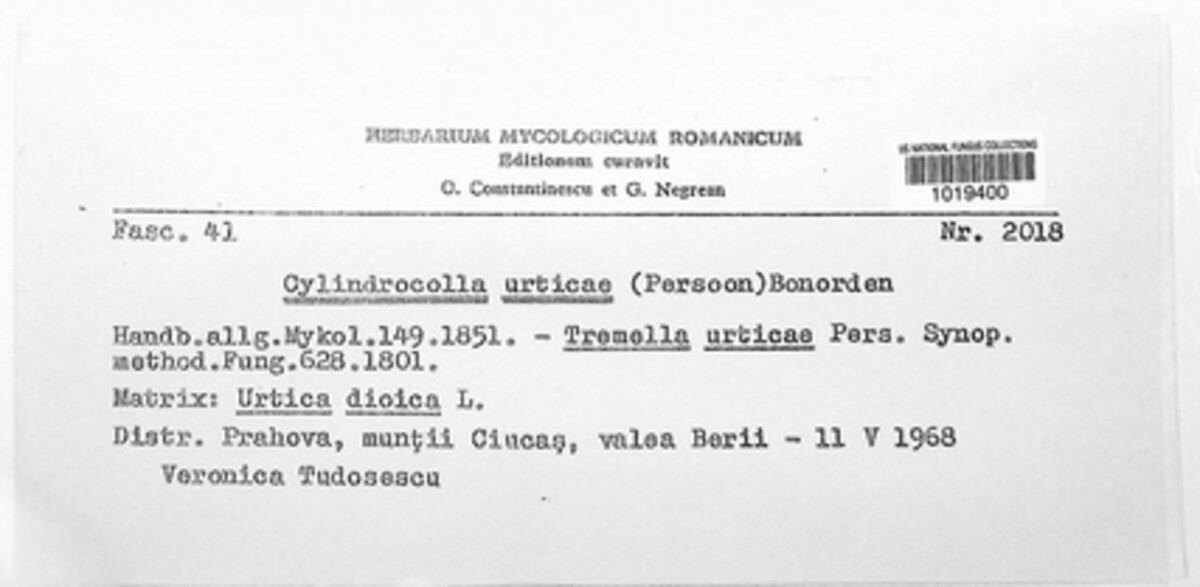 HERBARIUM MYCOLOGICUM ROMANICUM
Editionem curavit
O. Constantinescu et G. Negrean
US NATIONAL FUNGUS COLLECTIONS
1019400
Fasc. 41
Nr. 2018
Cylindrocolla urticae (Persoon)Bonorden
Handb.allg.Mykol.149.1851. - Tremella urticae Pers. Synop.
method.Fung.628.1801.
Matrix: Urtica dioica L.
Distr. Prahova, munţii Ciucaş, valea Berii - 11 V 1968
Veronica Tudosescu